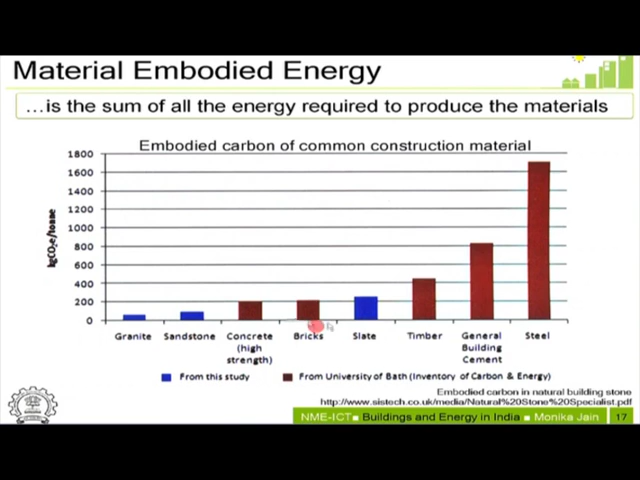 Material Embodied Energy
...is the sum of all the energy required to produce the materials
Embodied carbon of common construction material
kgCO₂e/tonne
1800
1600
1400
1200
1000
800
600
400
200
0
Granite Sandstone Concrete (high strength) Bricks Slate Timber General Building Cement Steel
From this study From University of Bath (Inventory of Carbon & Energy)
Embodied carbon in natural building stone
http://www.sistech.co.uk/media/Natural%20Stone%20Specialist.pdf
NME-ICT Buildings and Energy in India Monika Jain 17